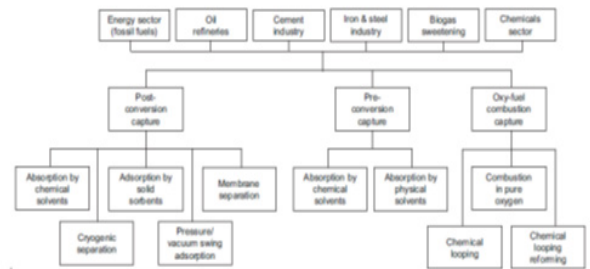 Energy sector
(fossil fuels)
Oil
refineries
Cement
industry
Iron & steel
industry
Biogas
sweetening
Chemicals
sector
Post-
conversion
capture
Pre-
conversion
capture
Oxy-fuel
combustion
capture
Absorption by
chemical
solvents
Adsorption by
solid
sorbents
Membrane
separation
Absorption by
chemical
solvents
Absorption by
physical
solvents
Combustion
in pure
oxygen
Cryogenic
separation
Pressure/
vacuum swing
adsorption
Chemical
looping
Chemical
looping
reforming